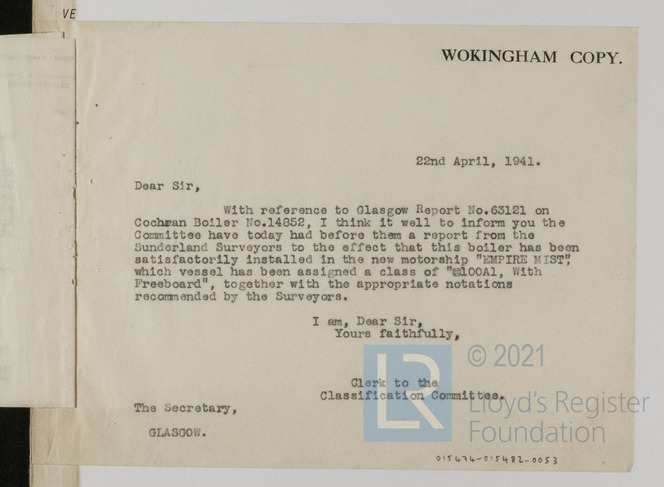 VE
WOKINGHAM COPY.
22nd April, 1941.
Dear Sir,
With reference to Glasgow Report No.63121 on
Cochran Boiler No.14852, I think it well to inform you the
Committee have today had before them a report from the
Sunderland Surveyors to the effect that this boiler has been
satisfactorily installed in the new motorship "EMPIRE MIST",
which vessel has been assigned a class of "✠100A1, With
Freeboard", together with the appropriate notations
recommended by the Surveyors.
I am, Dear Sir,
Yours faithfully,
Clerk to the
Classification Committee.
The Secretary,
GLASGOW.
LR
© 2021
Lloyd's Register
Foundation
015474-015482-0053